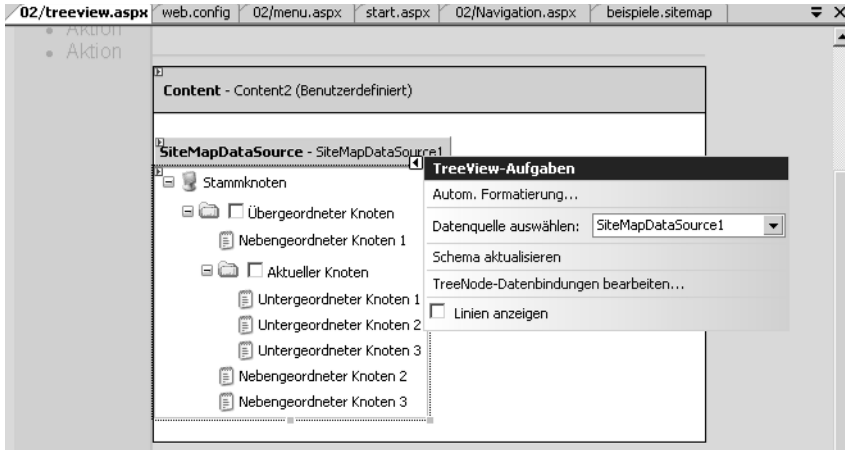 02/treeview.aspx web.config 02/menu.aspx start.aspx 02/Navigation.aspx beispiele.sitemap
Aktion
Aktion
Content - Content2 (Benutzerdefiniert)
SiteMapDataSource - SiteMapDataSource1
Stammknoten
Übergeordneter Knoten
Nebengeordneter Knoten 1
Aktueller Knoten
Untergeordneter Knoten 1
Untergeordneter Knoten 2
Untergeordneter Knoten 3
Nebengeordneter Knoten 2
Nebengeordneter Knoten 3
TreeView-Aufgaben
Autom. Formatierung...
Datenquelle auswählen: SiteMapDataSource1
Schema aktualisieren
TreeNode-Datenbindungen bearbeiten...
Linien anzeigen